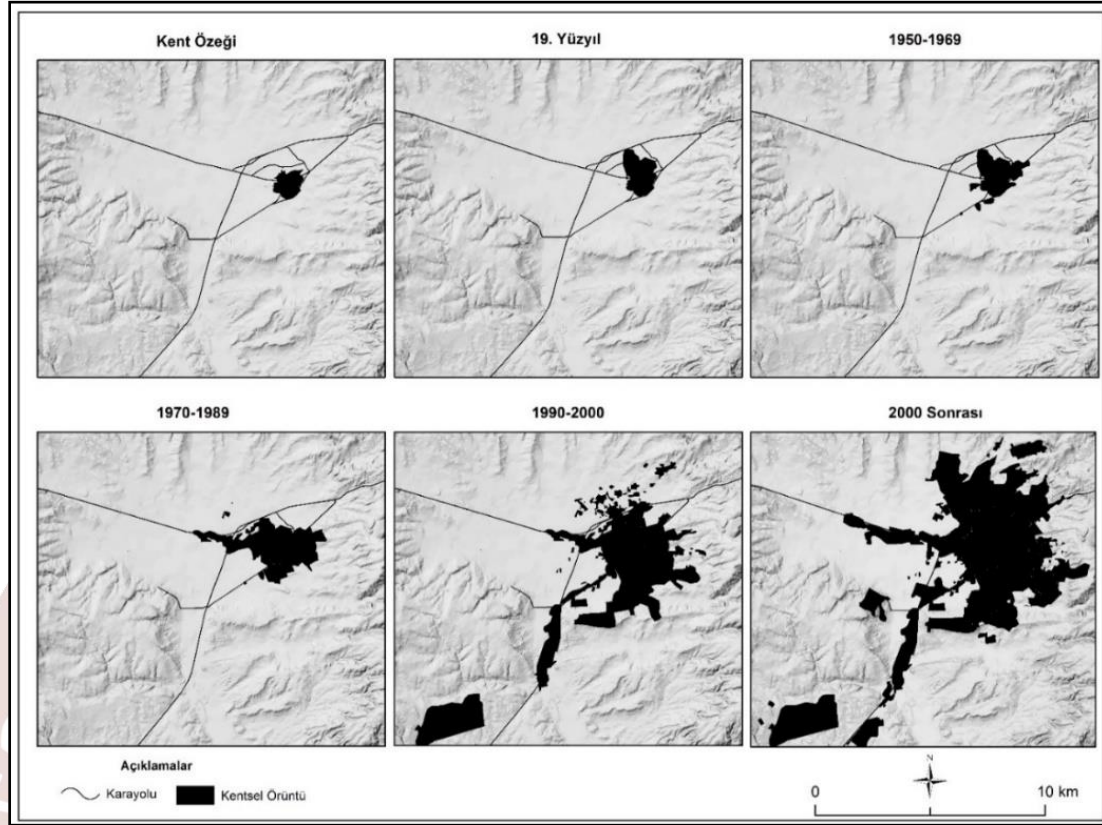 Kent Özeği
19. Yüzyıl
1950-1969
1970-1989
1990-2000
2000 Sonrası
Açıklamalar
Karayolu
Kentsel Örüntü
N
0
10 km